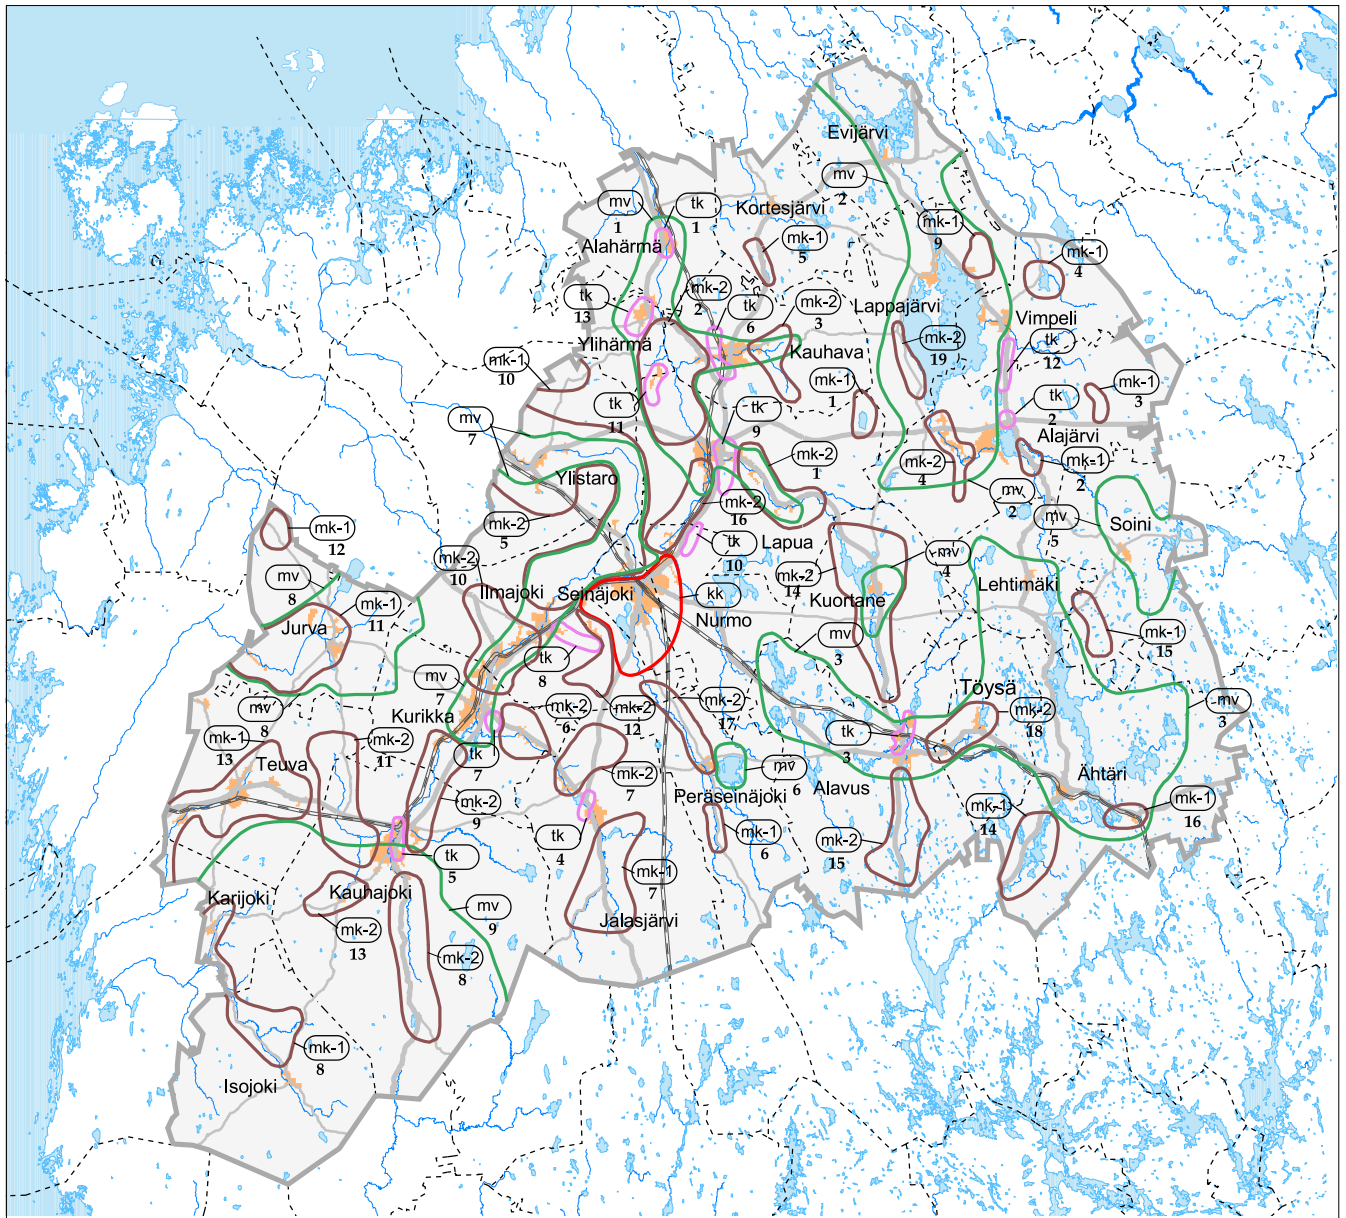 Evijärvi
mv
2
Kortesjärvi
mv
1
tk
1
Alahärmä
mk-1
5
mk-1
9
mk-1
4
tk
13
mk-2
2
tk
6
mk-2
3
Lappajärvi
Vimpeli
Ylihärmä
Kauhava
mk-2
19
tk
12
mk-1
10
mk-1
1
mk-1
3
tk
11
tk
9
tk
2
mv
7
Alajärvi
mk-2
1
mk-2
4
mk-1
2
Ylistaro
mv
2
mk-2
5
mk-2
16
mv
5
Soini
mk-1
12
tk
10
Lapua
mv
4
mk-2
10
mk-2
14
Lehtimäki
mv
8
Ilmajoki
Seinäjoki
kk
Kuortane
mk-1
11
Jurva
Nurmo
mv
3
mk-1
15
tk
8
mv
7
Töysä
mv
3
mv
8
Kurikka
mk-2
6
mk-2
12
mk-2
17
mk-2
18
mk-1
13
mk-2
11
tk
7
tk
3
Teuva
mk-2
7
mv
6
Ähtäri
Peräseinäjoki
Alavus
mk-2
9
mk-1
14
mk-1
16
tk
4
mk-1
6
mk-2
15
tk
5
mk-1
7
Kauhajoki
Karijoki
mv
9
Jalasjärvi
mk-2
13
mk-2
8
mk-1
8
Isojoki